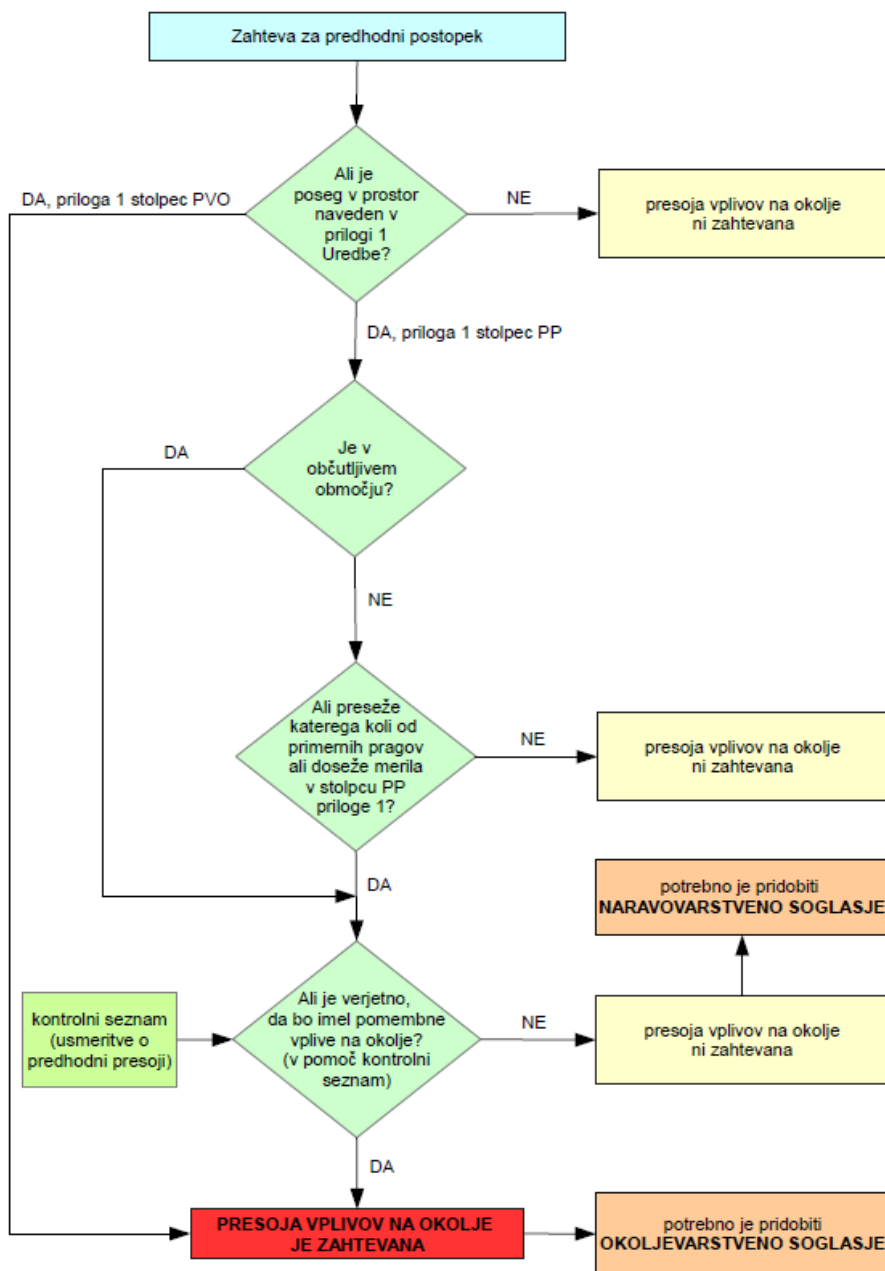 Zahteva za predhodni postopek
Ali je
poseg v prostor
naveden v
prilogi 1
Uredbe?
DA, priloga 1 stolpec PVO
NE
presoja vplivov na okolje
ni zahtevana
DA, priloga 1 stolpec PP
Je v
občutljivem
območju?
DA
NE
Ali preseže
katerega koli od
primernih pragov
ali doseže merila
v stolpcu PP
priloge 1?
NE
presoja vplivov na okolje
ni zahtevana
DA
potrebno je pridobiti
NARAVOVARSTVENO SOGLASJE
kontrolni seznam
(usmeritve o
predhodni presoji)
Ali je verjetno,
da bo imel pomembne
vplive na okolje?
(v pomoč kontrolni
seznam)
NE
presoja vplivov na okolje
ni zahtevana
DA
PRESOJA VPLIVOV NA OKOLJE
JE ZAHTEVANA
potrebno je pridobiti
OKOLJEVARSTVENO SOGLASJE